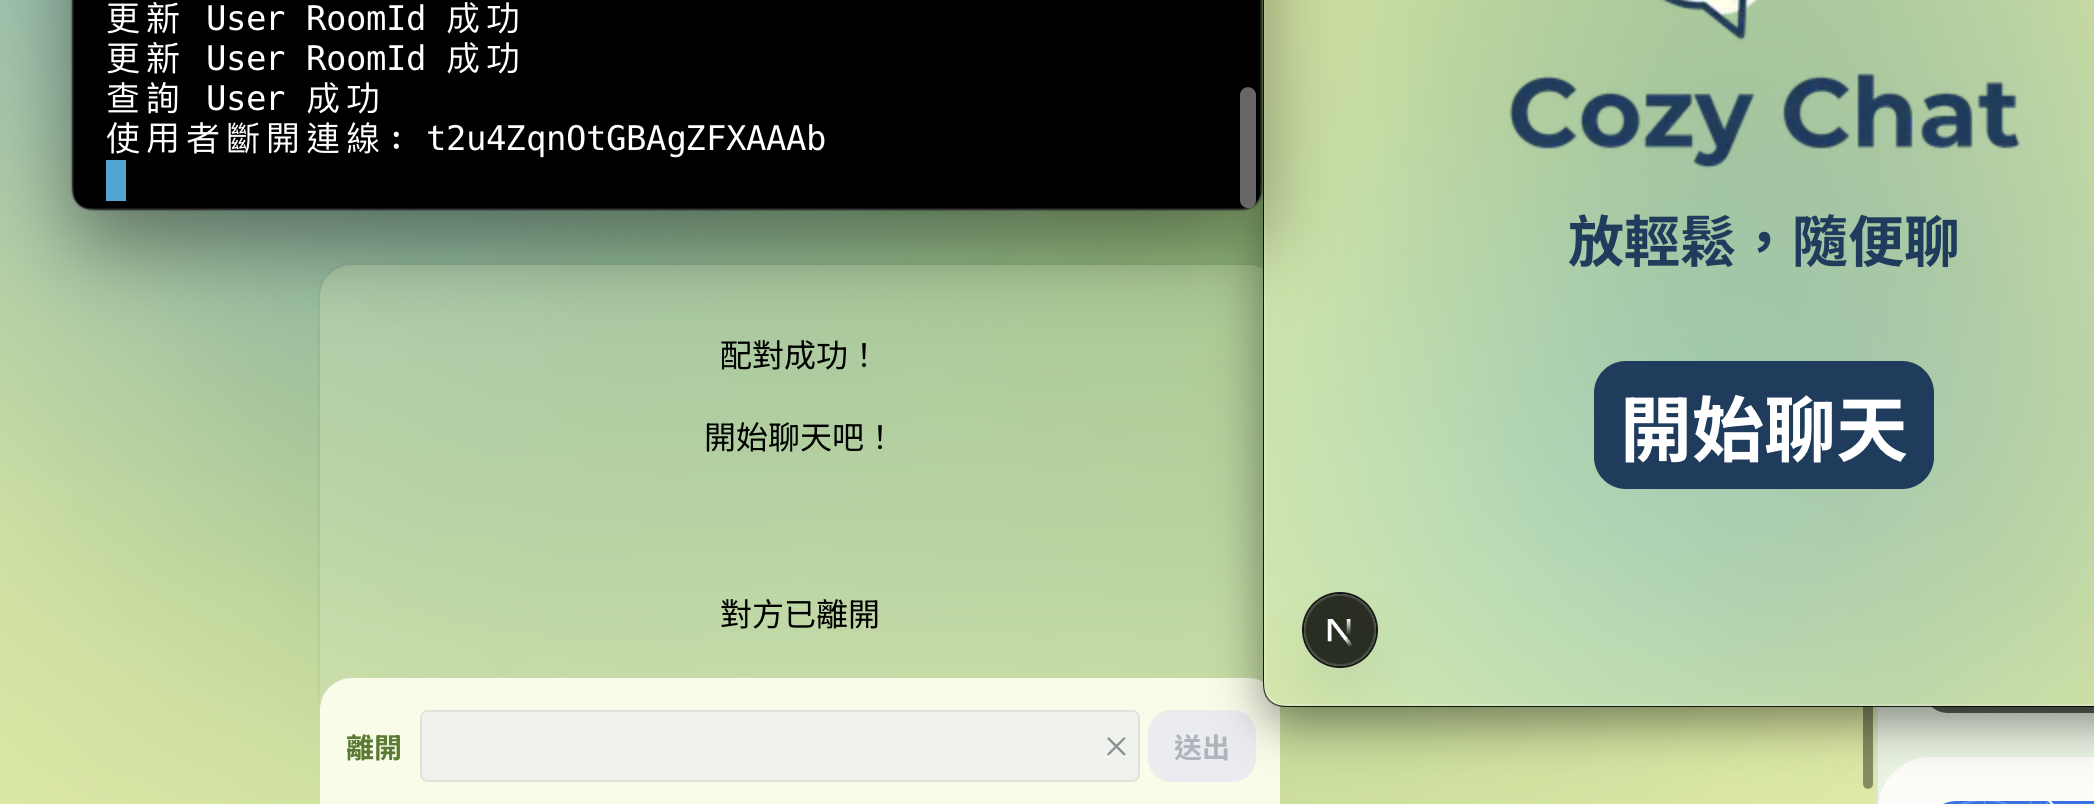 更新 User RoomId 成功
更新 User RoomId 成功
查詢 User 成功
使用者斷開連線: t2u4ZqnOtGBAgZFXAAAb
配對成功！
開始聊天吧！
對方已離開
離開
送出
Cozy Chat
放輕鬆，隨便聊
開始聊天
N